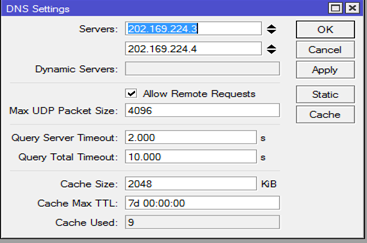 DNS Settings
Servers: 202.169.224.3
202.169.224.4
Dynamic Servers:
Allow Remote Requests
Max UDP Packet Size: 4096
Query Server Timeout: 2.000 s
Query Total Timeout: 10.000 s
Cache Size: 2048 KiB
Cache Max TTL: 7d 00:00:00
Cache Used: 9
OK
Cancel
Apply
Static
Cache